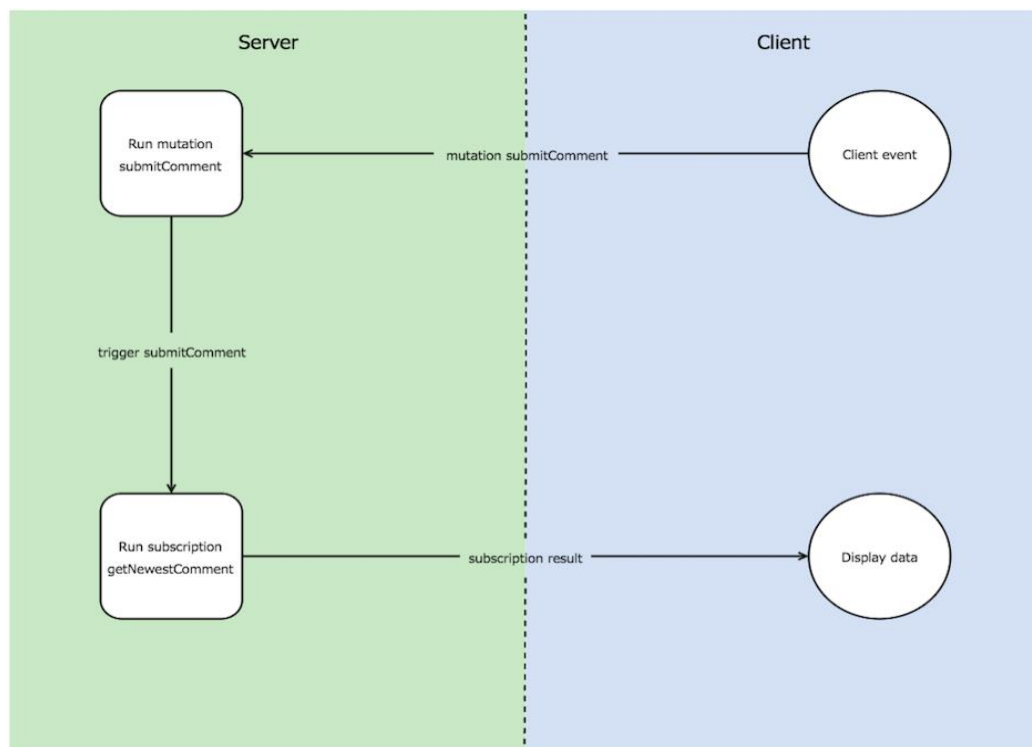 Server
Client
Run mutation
submitComment
mutation submitComment
Client event
trigger submitComment
Run subscription
getNewestComment
subscription result
Display data